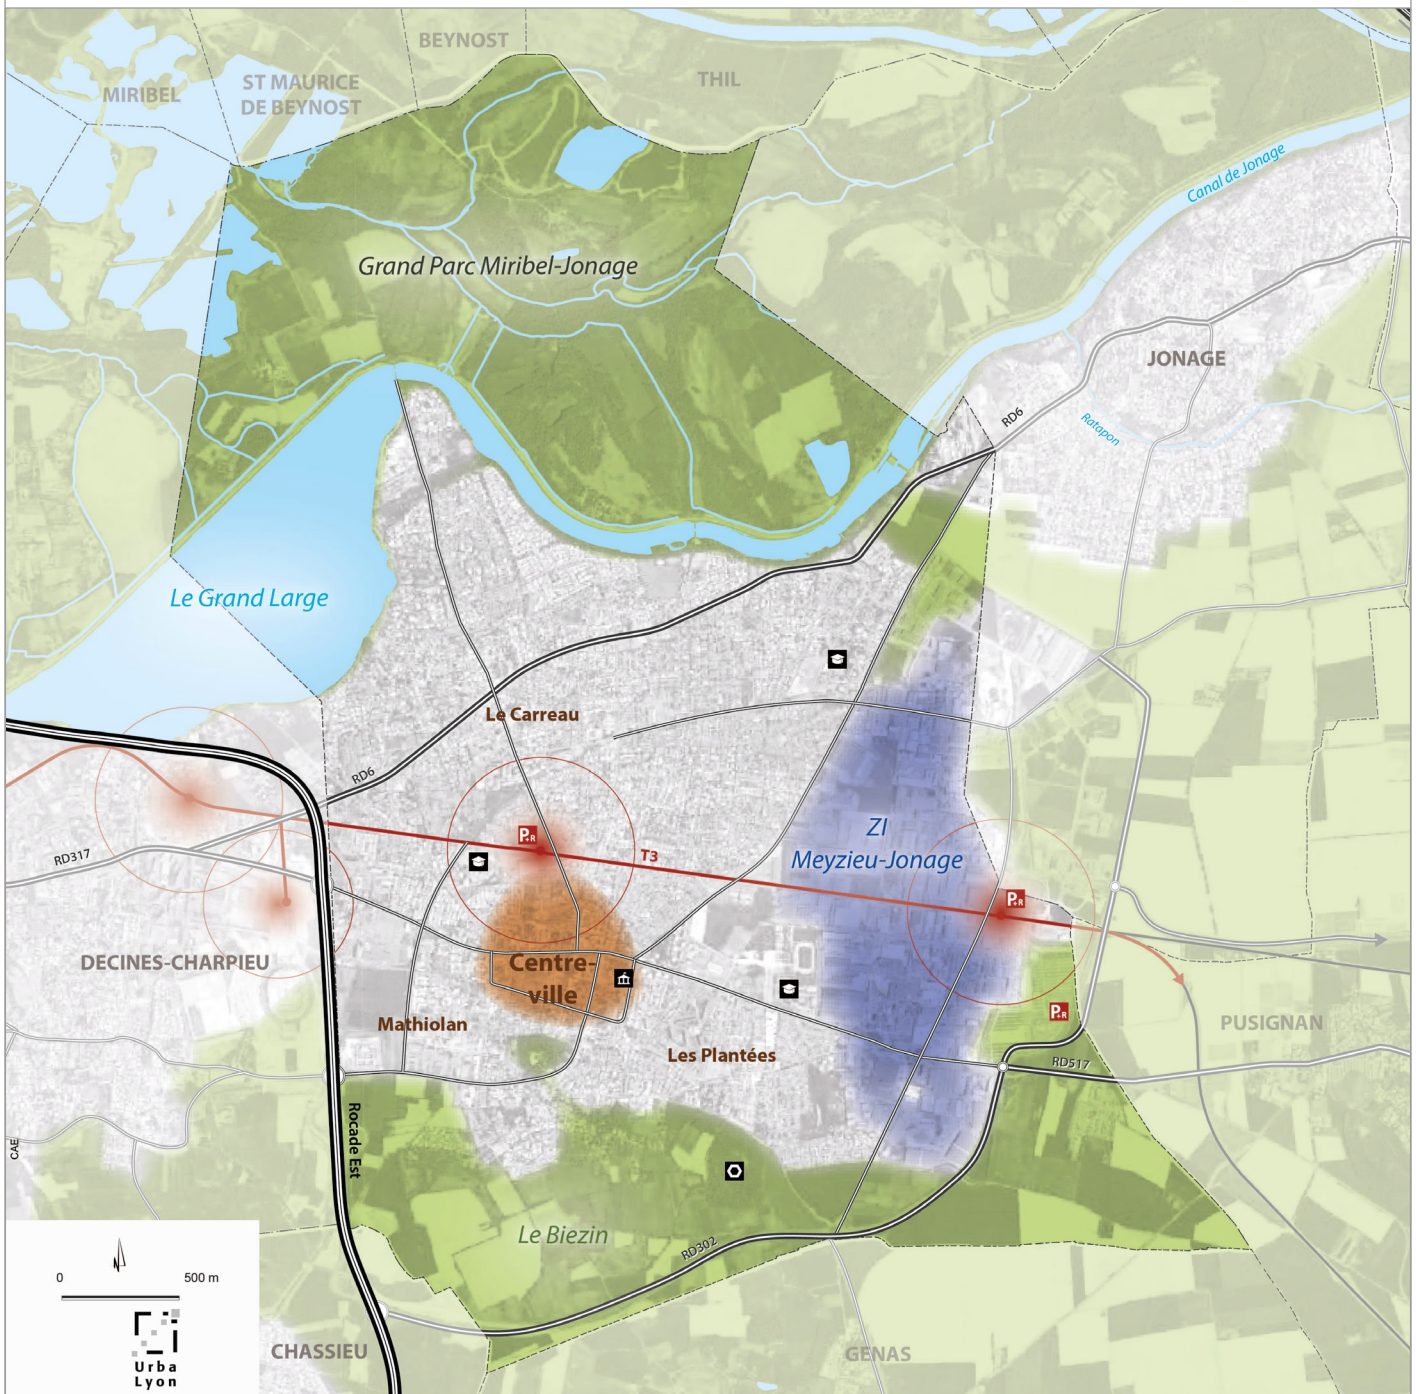 BEYNOST
MIRIBEL
ST MAURICE
DE BEYNOST
THIL
Canal de Jonage
Grand Parc Miribel-Jonage
JONAGE
RD6
Ratapon
Le Grand Large
Le Carreau
RD6
P+R
T3
ZI
Meyzieu-Jonage
RD317
P+R
DECINES-CHARPIEU
Centre-
ville
P+R
Mathiolan
PUSIGNAN
Les Plantées
RD517
Rocade Est
CAE
Le Biezin
RD302
0
500 m
Urba
Lyon
CHASSIEU
GENAS